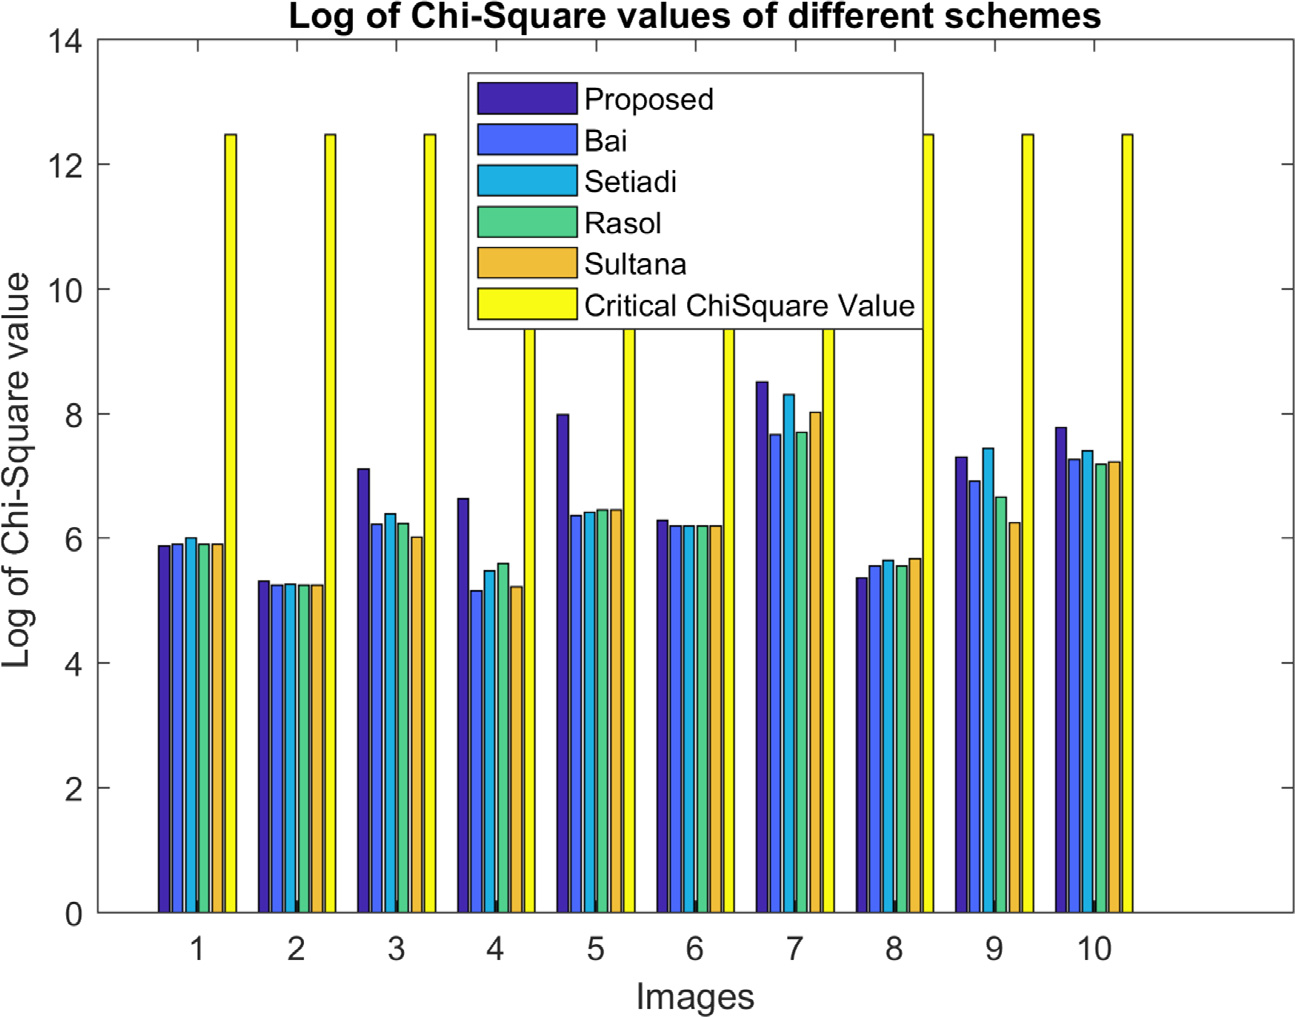 Log of Chi-Square values of different schemes
14
12
10
8
6
4
2
0
Log of Chi-Square value
Proposed
Bai
Setiadi
Rasol
Sultana
Critical ChiSquare Value
1 2 3 4 5 6 7 8 9 10
Images